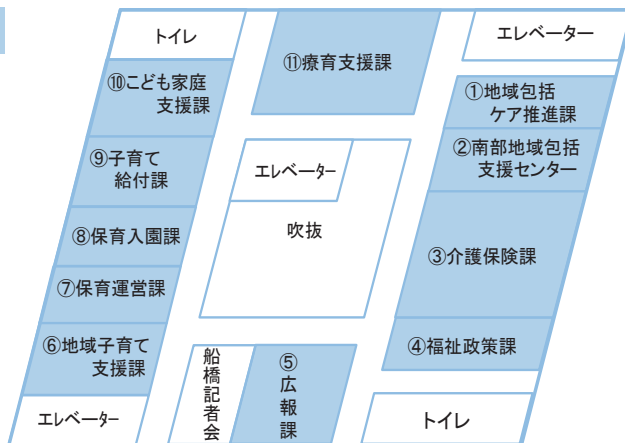 トイレ
⑪療育支援課
エレベーター
⑩こども家庭
支援課
①地域包括
ケア推進課
②南部地域包括
支援センター
⑨子育て
給付課
エレベーター
吹抜
⑧保育入園課
③介護保険課
⑦保育運営課
⑥地域子育て
支援課
④福祉政策課
船橋記者会
⑤広報課
エレベーター
トイレ